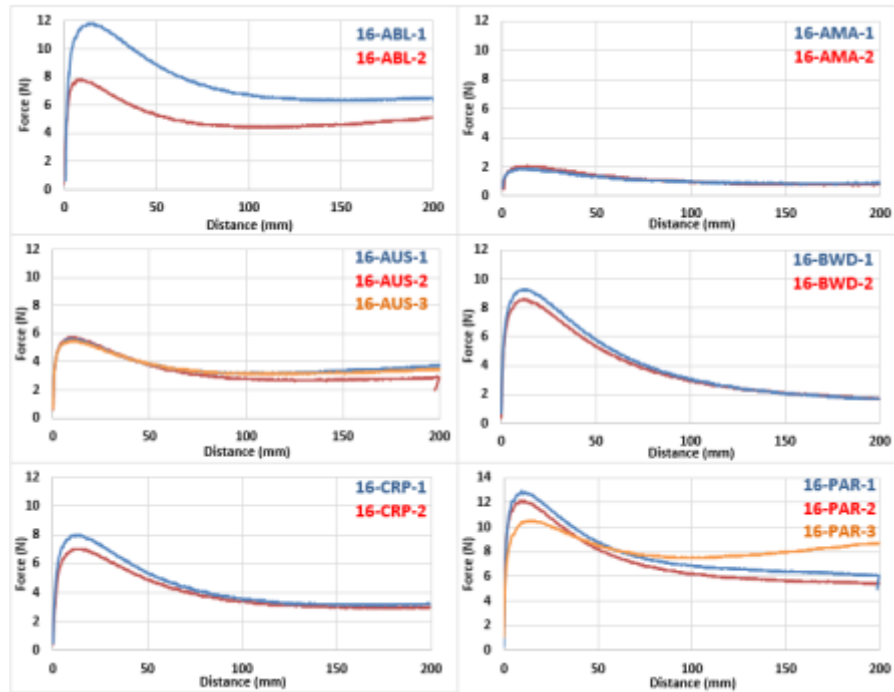 12
10
8
6
4
2
0
Force (N)
16-ABL-1
16-ABL-2
0 50 100 150 200
Distance (mm)
12
10
8
6
4
2
0
Force (N)
16-AMA-1
16-AMA-2
0 50 100 150 200
Distance (mm)
12
10
8
6
4
2
0
Force (N)
16-AUS-1
16-AUS-2
16-AUS-3
0 50 100 150 200
Distance (mm)
12
10
8
6
4
2
0
Force (N)
16-BWD-1
16-BWD-2
0 50 100 150 200
Distance (mm)
12
10
8
6
4
2
0
Force (N)
16-CRP-1
16-CRP-2
0 50 100 150 200
Distance (mm)
14
12
10
8
6
4
2
0
Force (N)
16-PAR-1
16-PAR-2
16-PAR-3
0 50 100 150 200
Distance (mm)